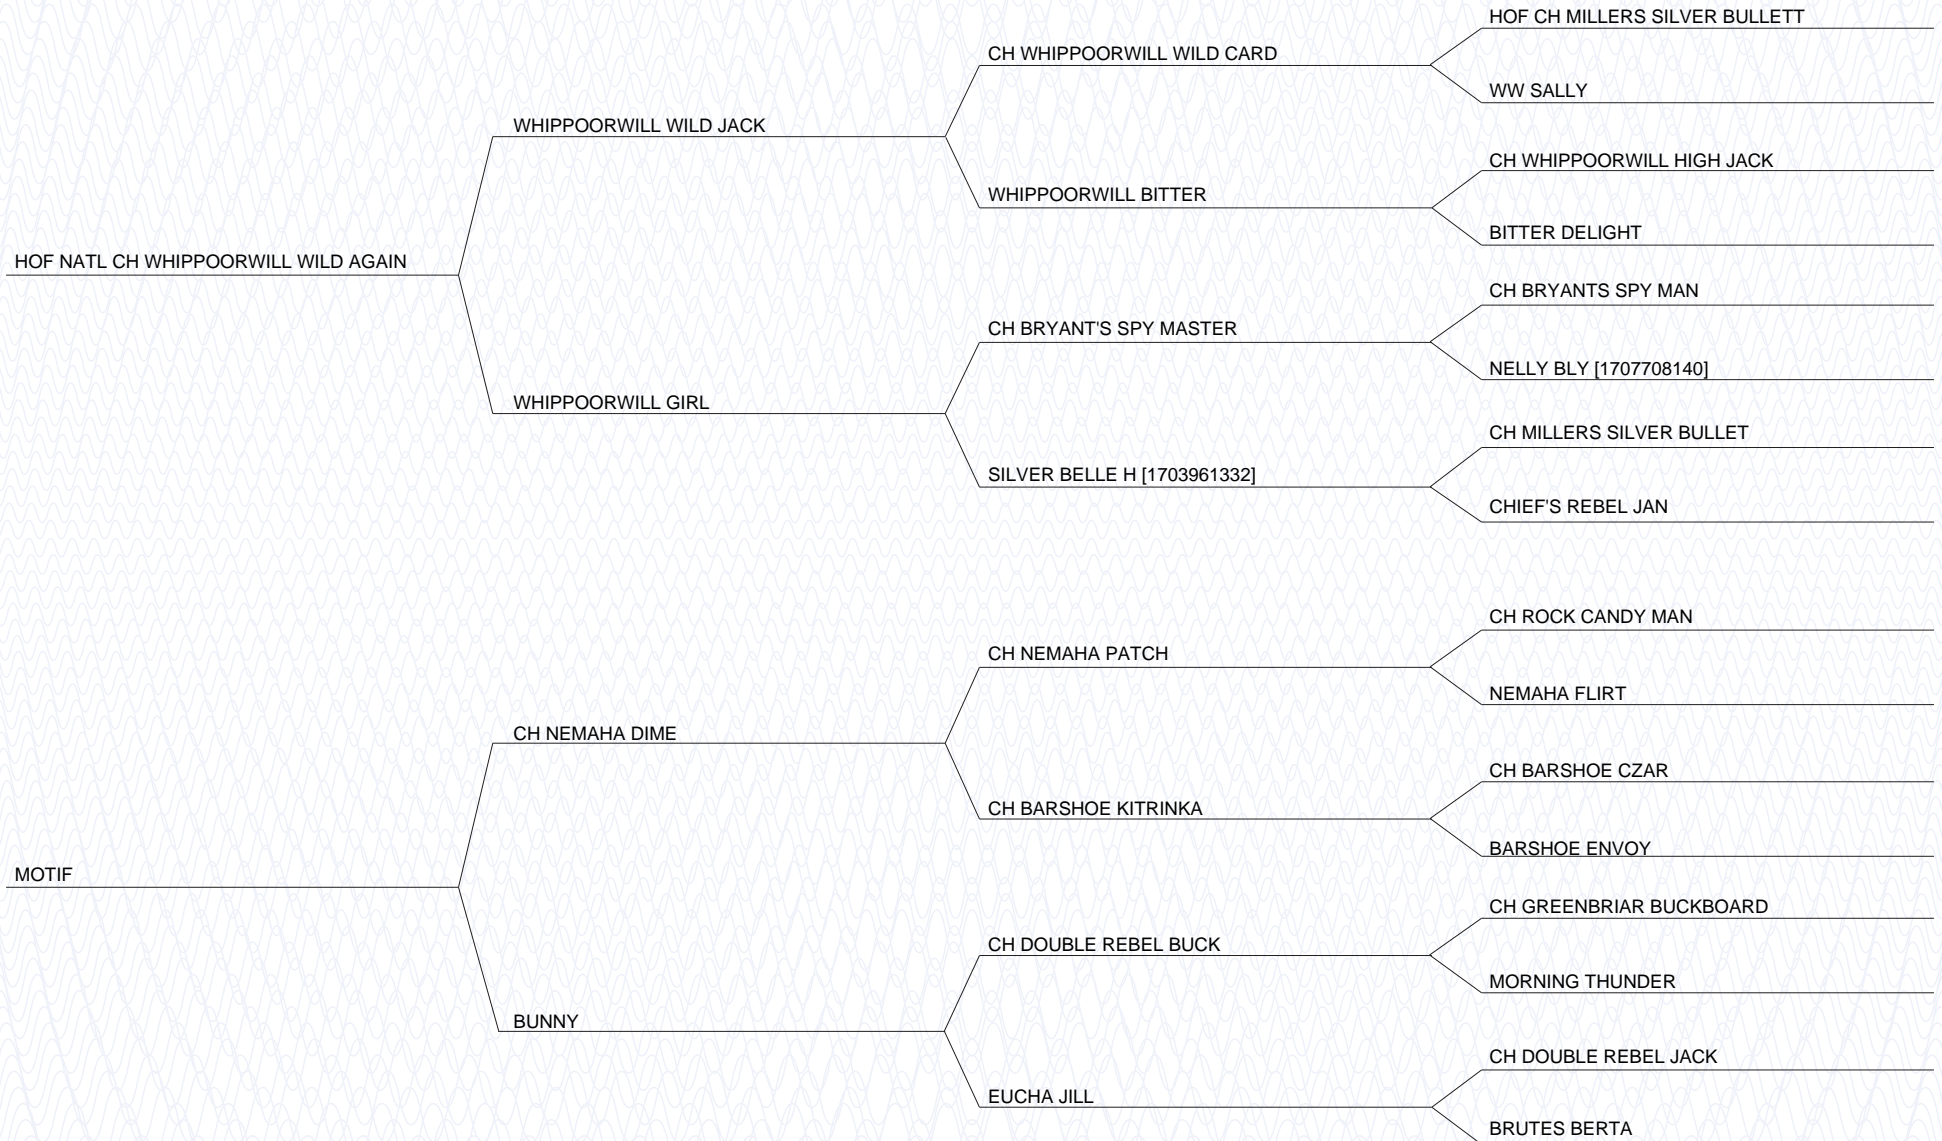 HOF CH MILLERS SILVER BULLETT
CH WHIPPOORWILL WILD CARD
WW SALLY
WHIPPOORWILL WILD JACK
CH WHIPPOORWILL HIGH JACK
WHIPPOORWILL BITTER
BITTER DELIGHT
HOF NATL CH WHIPPOORWILL WILD AGAIN
CH BRYANTS SPY MAN
CH BRYANT'S SPY MASTER
NELLY BLY [1707708140]
WHIPPOORWILL GIRL
CH MILLERS SILVER BULLET
SILVER BELLE H [1703961332]
CHIEF'S REBEL JAN
CH ROCK CANDY MAN
CH NEMAHA PATCH
NEMAHA FLIRT
CH NEMAHA DIME
CH BARSHOE CZAR
CH BARSHOE KITRINKA
BARSHOE ENVOY
MOTIF
CH GREENBRIAR BUCKBOARD
CH DOUBLE REBEL BUCK
MORNING THUNDER
BUNNY
CH DOUBLE REBEL JACK
EUCHA JILL
BRUTES BERTA